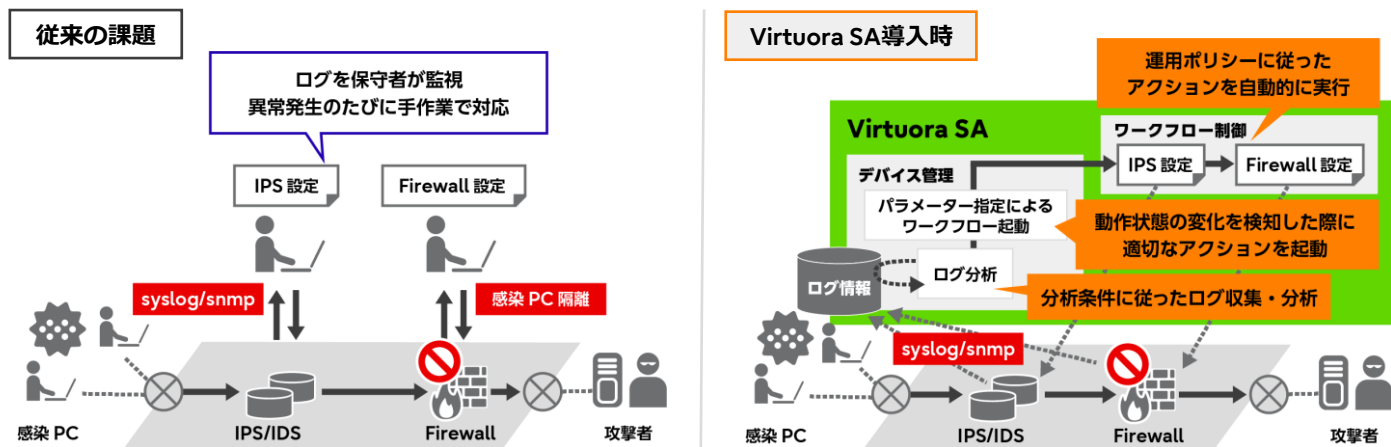 従来の課題
ログを保守者が監視
異常発生のたびに手作業で対応
IPS 設定
Firewall 設定
syslog/snmp
感染 PC 隔離
感染 PC
IPS/IDS
Firewall
攻撃者
Virtuora SA導入時
運用ポリシーに従った
アクションを自動的に実行
Virtuora SA
ワークフロー制御
IPS 設定
Firewall 設定
デバイス管理
パラメーター指定による
ワークフロー起動
動作状態の変化を検知した際に
適切なアクションを起動
ログ情報
ログ分析
分析条件に従ったログ収集・分析
syslog/snmp
感染 PC
IPS/IDS
Firewall
攻撃者